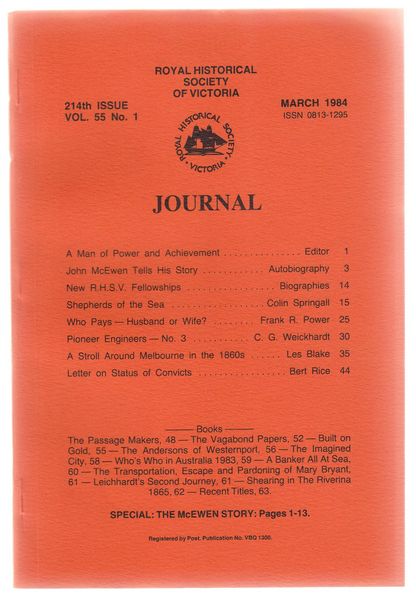 ROYAL HISTORICAL
SOCIETY
OF VICTORIA
214th ISSUE
VOL. 55 No. 1
MARCH 1984
ISSN 0813-1295
ROYAL HISTORICAL SOCIETY
• VICTORIA •
JOURNAL
A Man of Power and Achievement ............... Editor 1
John McEwen Tells His Story ........... Autobiography 3
New R.H.S.V. Fellowships ............... Biographies 14
Shepherds of the Sea ................. Colin Springall 15
Who Pays — Husband or Wife? ......... Frank R. Power 25
Pioneer Engineers — No. 3 ........... C. G. Weickhardt 30
A Stroll Around Melbourne in the 1860s ...... Les Blake 35
Letter on Status of Convicts ................. Bert Rice 44
— Books —
The Passage Makers, 48 — The Vagabond Papers, 52 — Built on
Gold, 55 — The Andersons of Westernport, 56 — The Imagined
City, 58 — Who's Who in Australia 1983, 59 — A Banker All At Sea,
60 — The Transportation, Escape and Pardoning of Mary Bryant,
61 — Leichhardt's Second Journey, 61 — Shearing in The Riverina
1865, 62 — Recent Titles, 63.
SPECIAL: THE McEWEN STORY: Pages 1-13.
Registered by Post. Publication No. VBQ 1300.